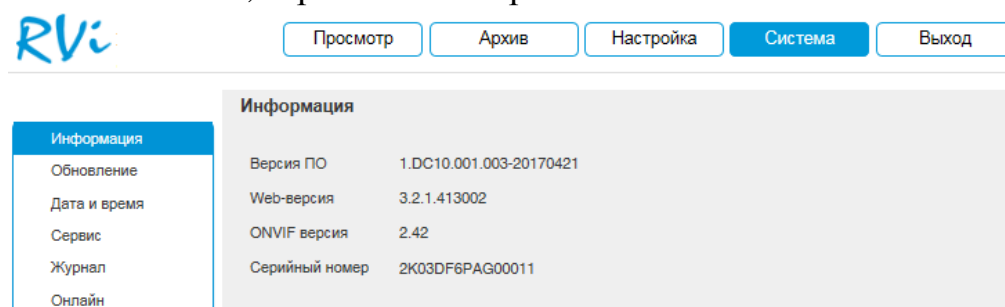 RVi
Просмотр Архив Настройка Система Выход
Информация
Информация
Обновление
Дата и время
Сервис
Журнал
Онлайн
Версия ПО 1.DC10.001.003-20170421
Web-версия 3.2.1.413002
ONVIF версия 2.42
Серийный номер 2K03DF6PAG00011